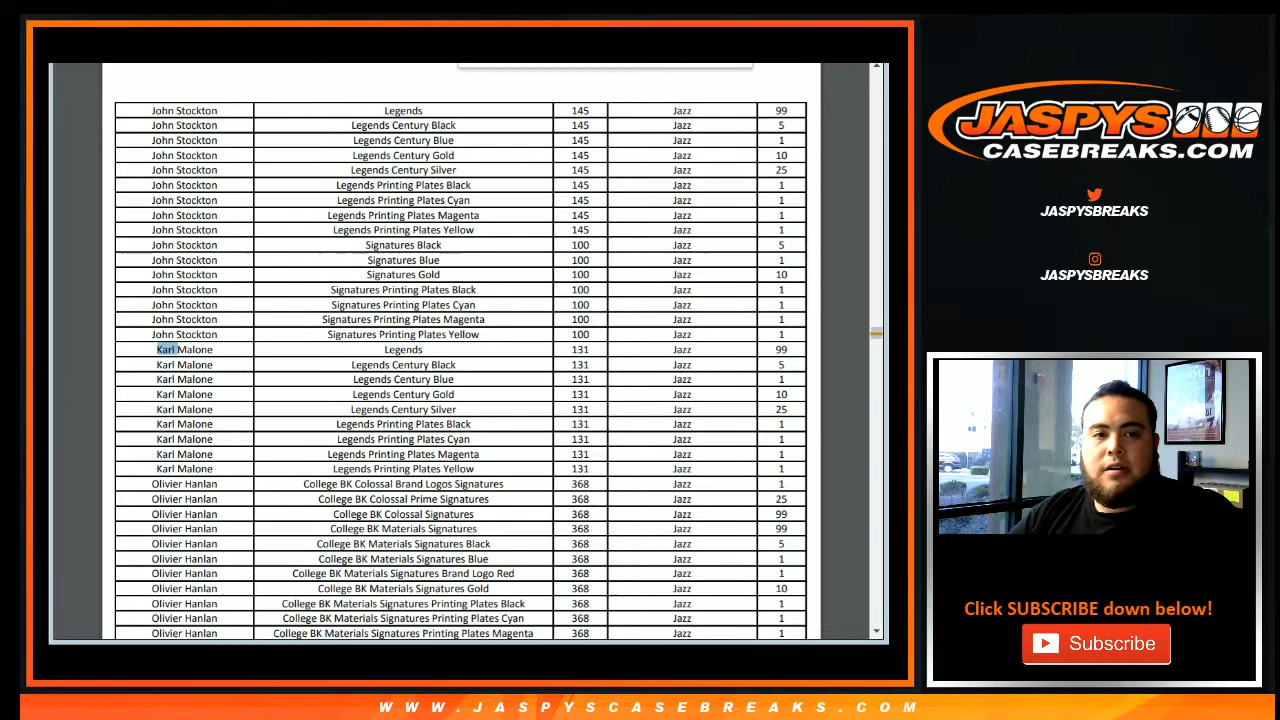 John Stockton Legends 145 Jazz 99
John Stockton Legends Century Black 145 Jazz 5
John Stockton Legends Century Blue 145 Jazz 1
John Stockton Legends Century Gold 145 Jazz 10
John Stockton Legends Century Silver 145 Jazz 25
John Stockton Legends Printing Plates Black 145 Jazz 1
John Stockton Legends Printing Plates Cyan 145 Jazz 1
John Stockton Legends Printing Plates Magenta 145 Jazz 1
John Stockton Legends Printing Plates Yellow 145 Jazz 1
John Stockton Signatures Black 100 Jazz 5
John Stockton Signatures Blue 100 Jazz 1
John Stockton Signatures Gold 100 Jazz 10
John Stockton Signatures Printing Plates Black 100 Jazz 1
John Stockton Signatures Printing Plates Cyan 100 Jazz 1
John Stockton Signatures Printing Plates Magenta 100 Jazz 1
John Stockton Signatures Printing Plates Yellow 100 Jazz 1
Karl Malone Legends 131 Jazz 99
Karl Malone Legends Century Black 131 Jazz 5
Karl Malone Legends Century Blue 131 Jazz 1
Karl Malone Legends Century Gold 131 Jazz 10
Karl Malone Legends Century Silver 131 Jazz 25
Karl Malone Legends Printing Plates Black 131 Jazz 1
Karl Malone Legends Printing Plates Cyan 131 Jazz 1
Karl Malone Legends Printing Plates Magenta 131 Jazz 1
Karl Malone Legends Printing Plates Yellow 131 Jazz 1
Olivier Hanlan College BK Colossal Brand Logos Signatures 368 Jazz 1
Olivier Hanlan College BK Colossal Prime Signatures 368 Jazz 25
Olivier Hanlan College BK Colossal Signatures 368 Jazz 99
Olivier Hanlan College BK Materials Signatures 368 Jazz 99
Olivier Hanlan College BK Materials Signatures Black 368 Jazz 5
Olivier Hanlan College BK Materials Signatures Blue 368 Jazz 1
Olivier Hanlan College BK Materials Signatures Brand Logo Red 368 Jazz 1
Olivier Hanlan College BK Materials Signatures Gold 368 Jazz 10
Olivier Hanlan College BK Materials Signatures Printing Plates Black 368 Jazz 1
Olivier Hanlan College BK Materials Signatures Printing Plates Cyan 368 Jazz 1
Olivier Hanlan College BK Materials Signatures Printing Plates Magenta 368 Jazz 1
JASPYS
CASEBREAKS.COM
JASPYSBREAKS
JASPYSBREAKS
Click SUBSCRIBE down below!
Subscribe
WWW.JASPYSCASEBREAKS.COM